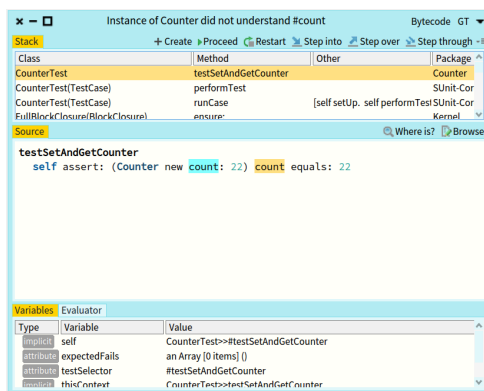 Instance of Counter did not understand #count Bytecode GT
Stack Create Proceed Restart Step into Step over Step through
Class Method Other Package
CounterTest testSetAndGetCounter Counter
CounterTest(TestCase) performTest SUnit-Cor
CounterTest(TestCase) runCase [self setUp. self performTes SUnit-Cor
FullBlockClosure(BlockClosure) ensure: Kernel
Source Where is? Browse
testSetAndGetCounter
self assert: (Counter new count: 22) count equals: 22
Variables Evaluator
Type Variable Value
implicit self CounterTest>>#testSetAndGetCounter
attribute expectedFails an Array [0 items] ()
attribute testSelector #testSetAndGetCounter
implicit thisContext CounterTest>>testSetAndGetCounter